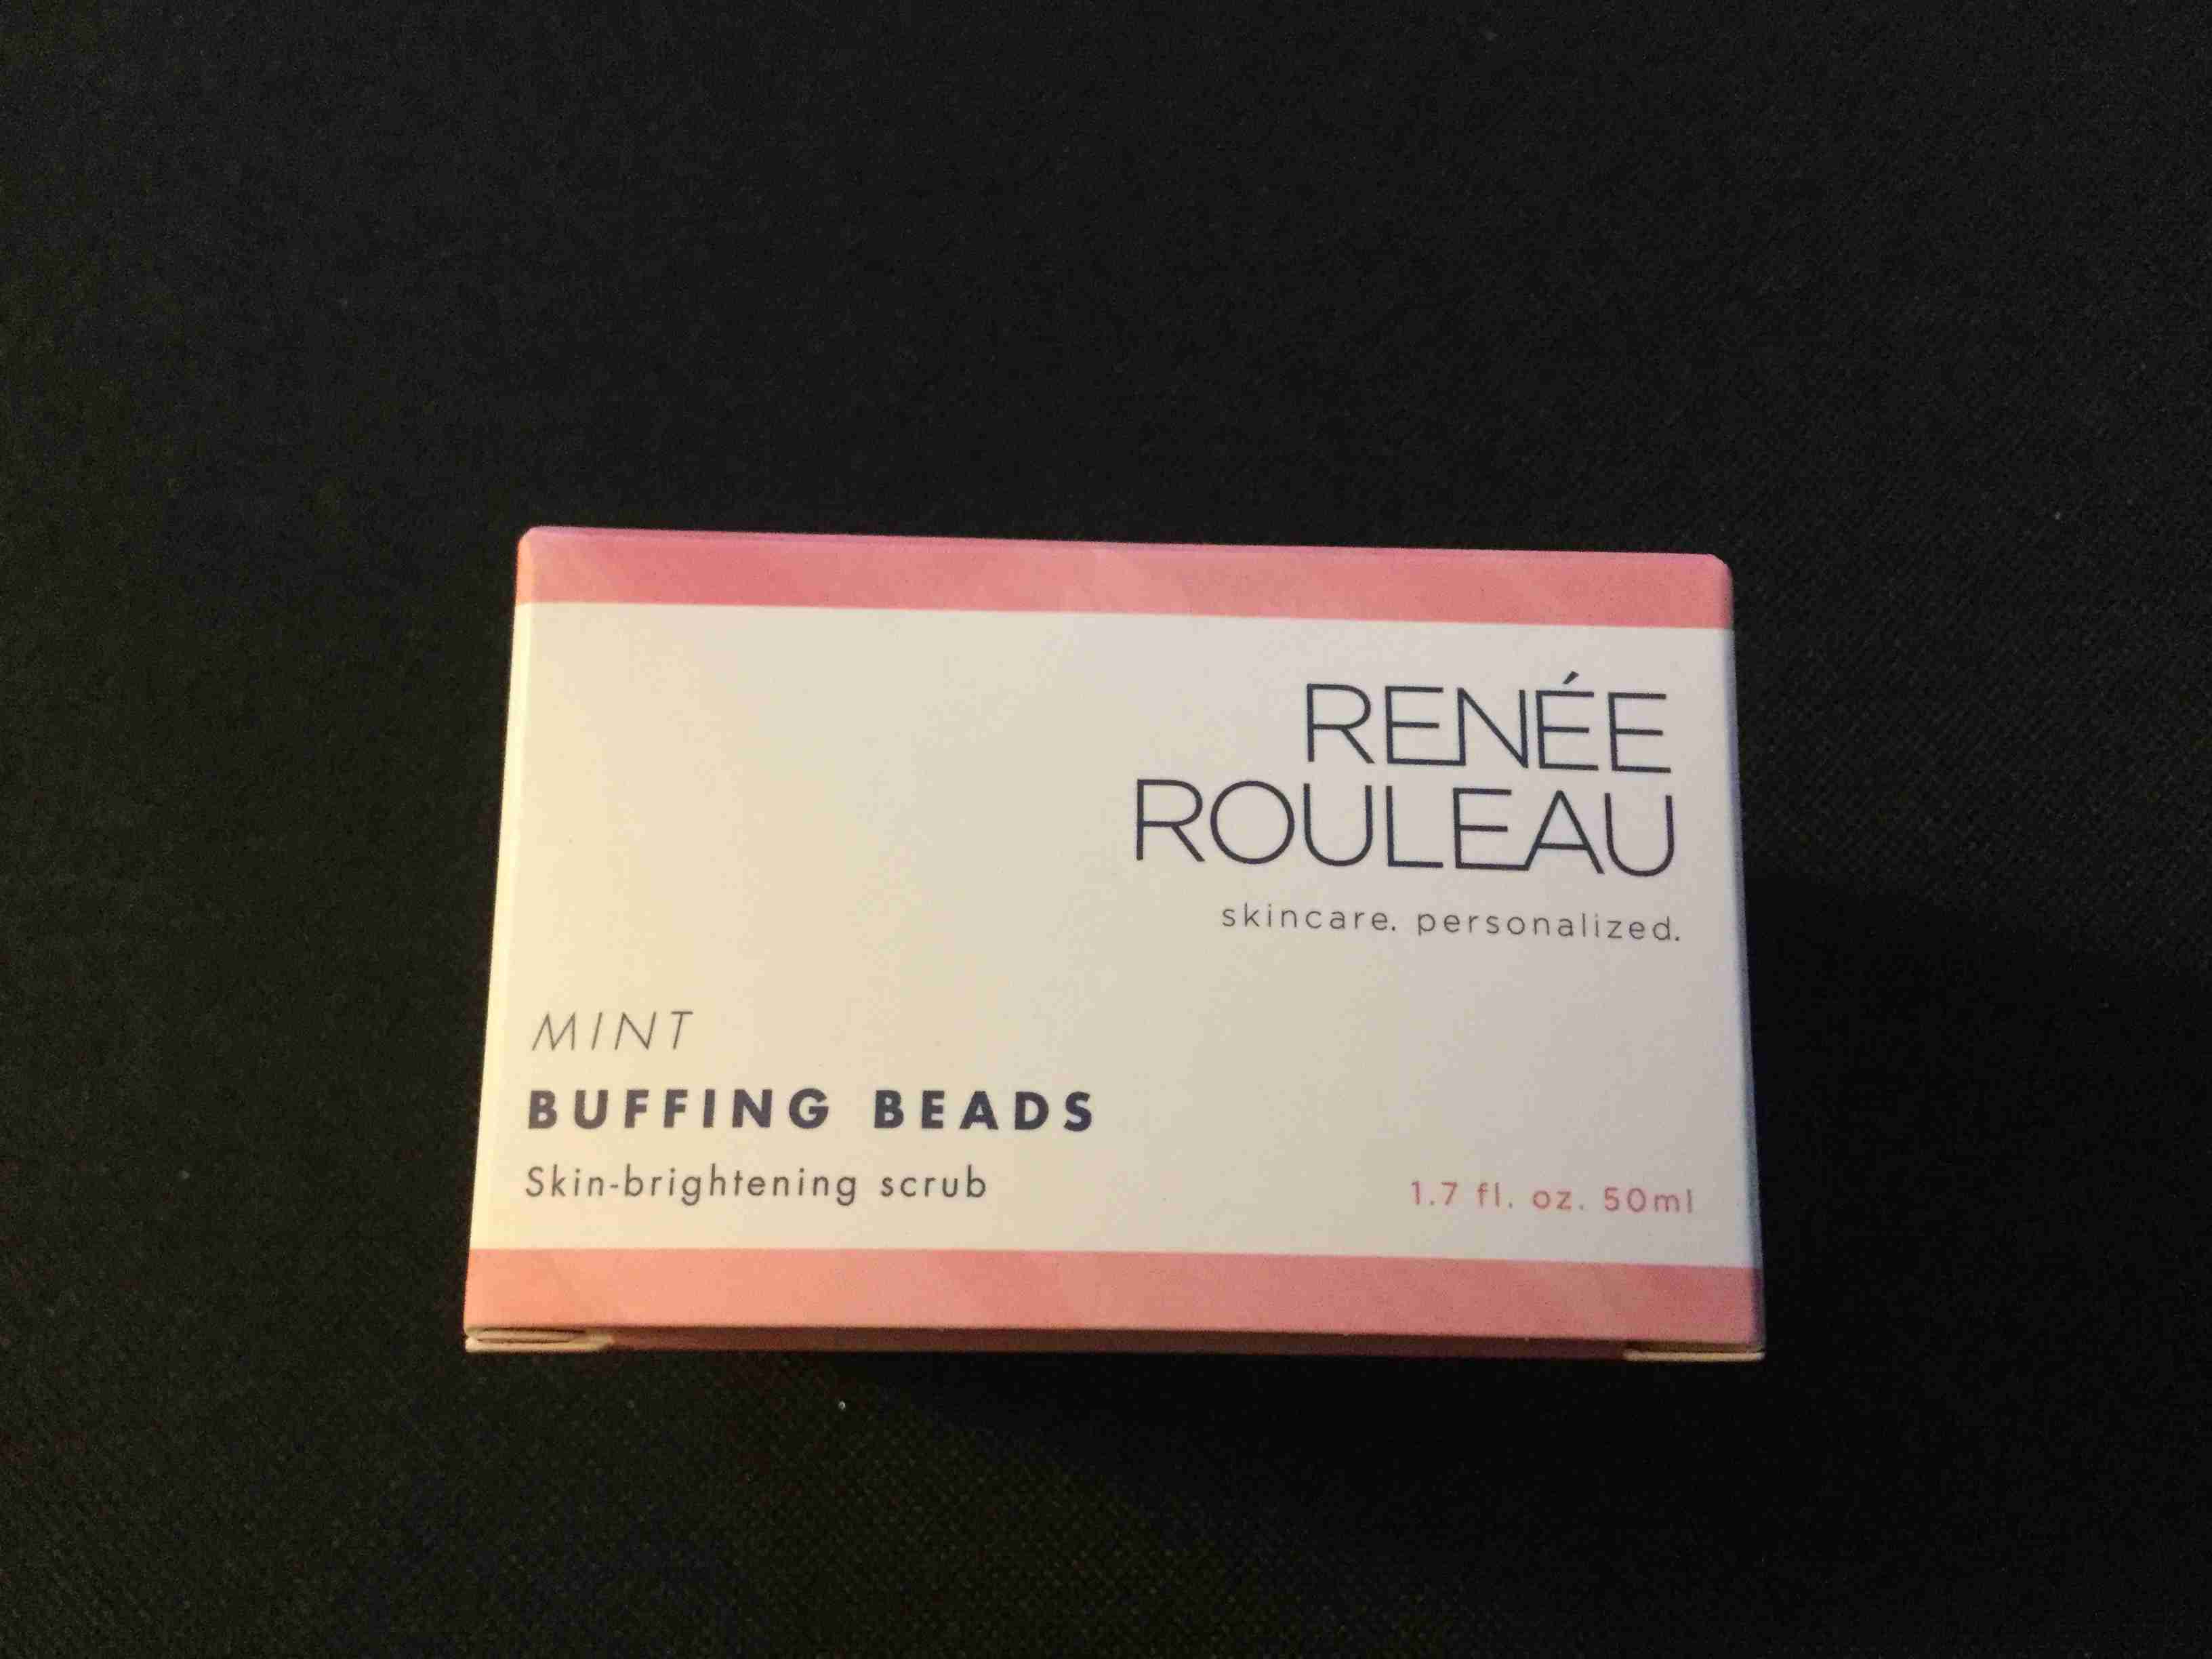 RENÉE
ROULEAU
skincare. personalized.
MINT
BUFFING BEADS
Skin-brightening scrub
1.7 fl. oz. 50ml